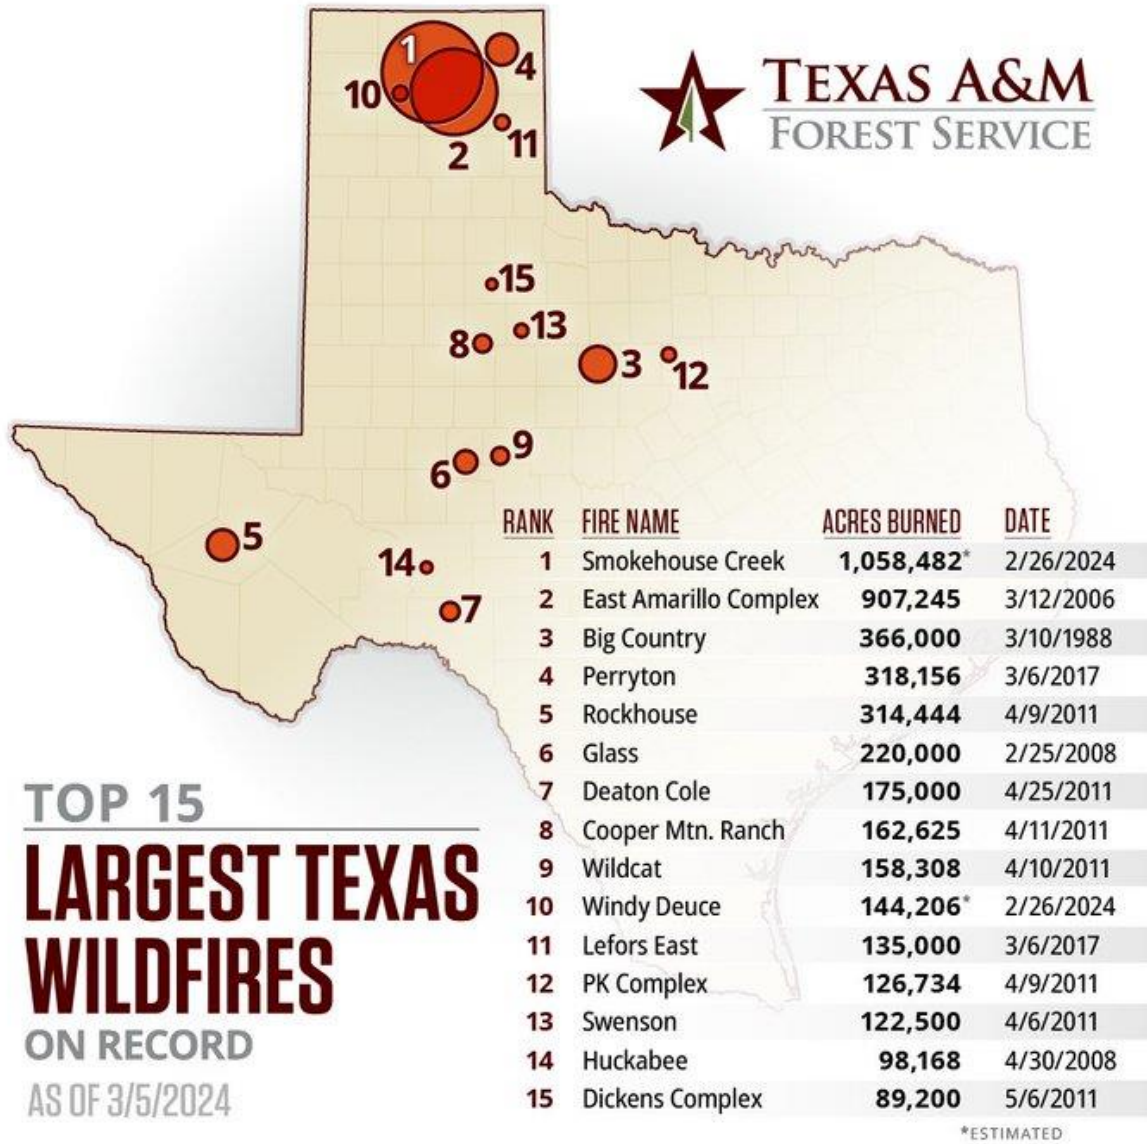 1
4
10
11
2
TEXAS A&M
FOREST SERVICE
15
13
8
3
12
9
6
5
14
7
RANK FIRE NAME ACRES BURNED DATE
1 Smokehouse Creek 1,058,482* 2/26/2024
2 East Amarillo Complex 907,245 3/12/2006
3 Big Country 366,000 3/10/1988
4 Perryton 318,156 3/6/2017
5 Rockhouse 314,444 4/9/2011
6 Glass 220,000 2/25/2008
7 Deaton Cole 175,000 4/25/2011
8 Cooper Mtn. Ranch 162,625 4/11/2011
9 Wildcat 158,308 4/10/2011
10 Windy Deuce 144,206* 2/26/2024
11 Lefors East 135,000 3/6/2017
12 PK Complex 126,734 4/9/2011
13 Swenson 122,500 4/6/2011
14 Huckabee 98,168 4/30/2008
15 Dickens Complex 89,200 5/6/2011
*ESTIMATED
TOP 15
LARGEST TEXAS
WILDFIRES
ON RECORD
AS OF 3/5/2024